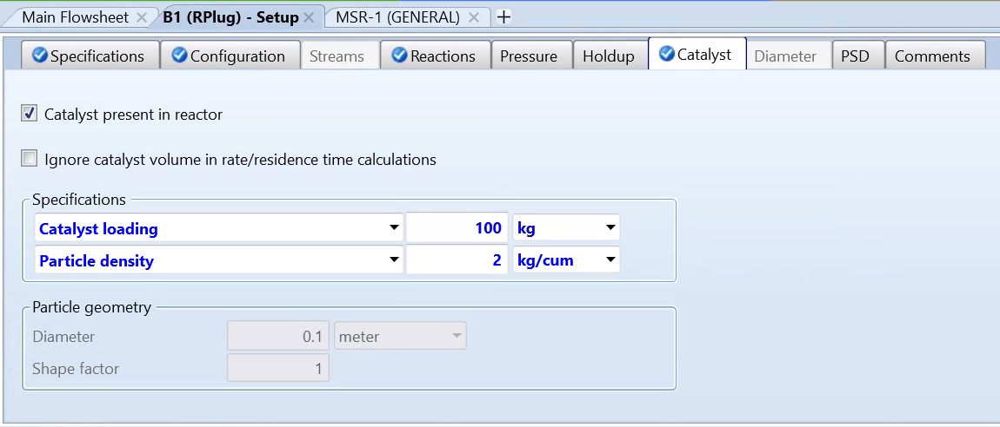 Main Flowsheet B1 (RPlug) - Setup MSR-1 (GENERAL)
Specifications Configuration Streams Reactions Pressure Holdup Catalyst Diameter PSD Comments
Catalyst present in reactor
Ignore catalyst volume in rate/residence time calculations
Specifications
Catalyst loading 100 kg
Particle density 2 kg/cum
Particle geometry
Diameter 0.1 meter
Shape factor 1